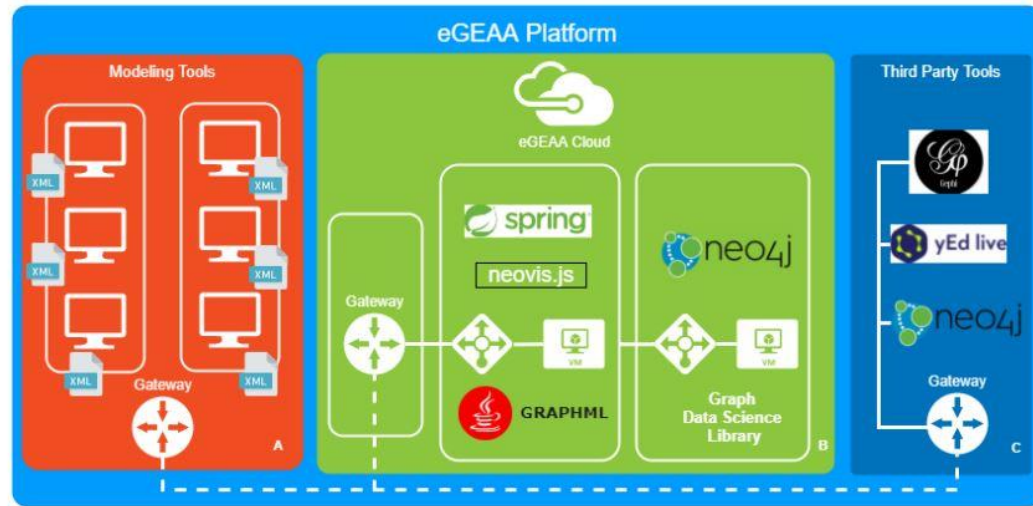 eGEAA Platform
Modeling Tools
XML
XML
XML
XML
XML
XML
Gateway
A
eGEAA Cloud
Gateway
spring
neovis.js
VM
GRAPHML
neo4j
VM
Graph
Data Science
Library
B
Third Party Tools
Gephi
yEd live
neo4j
Gateway
C